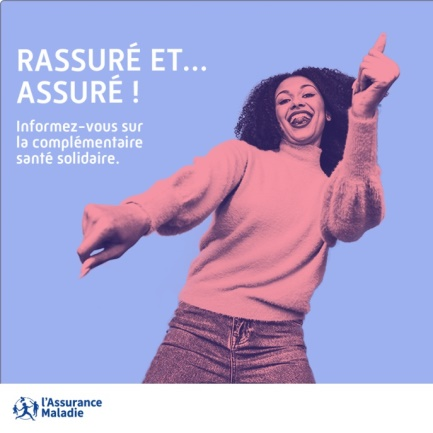 RASSURÉ ET...
ASSURÉ !
Informez-vous sur
la complémentaire
santé solidaire.
l'Assurance
Maladie